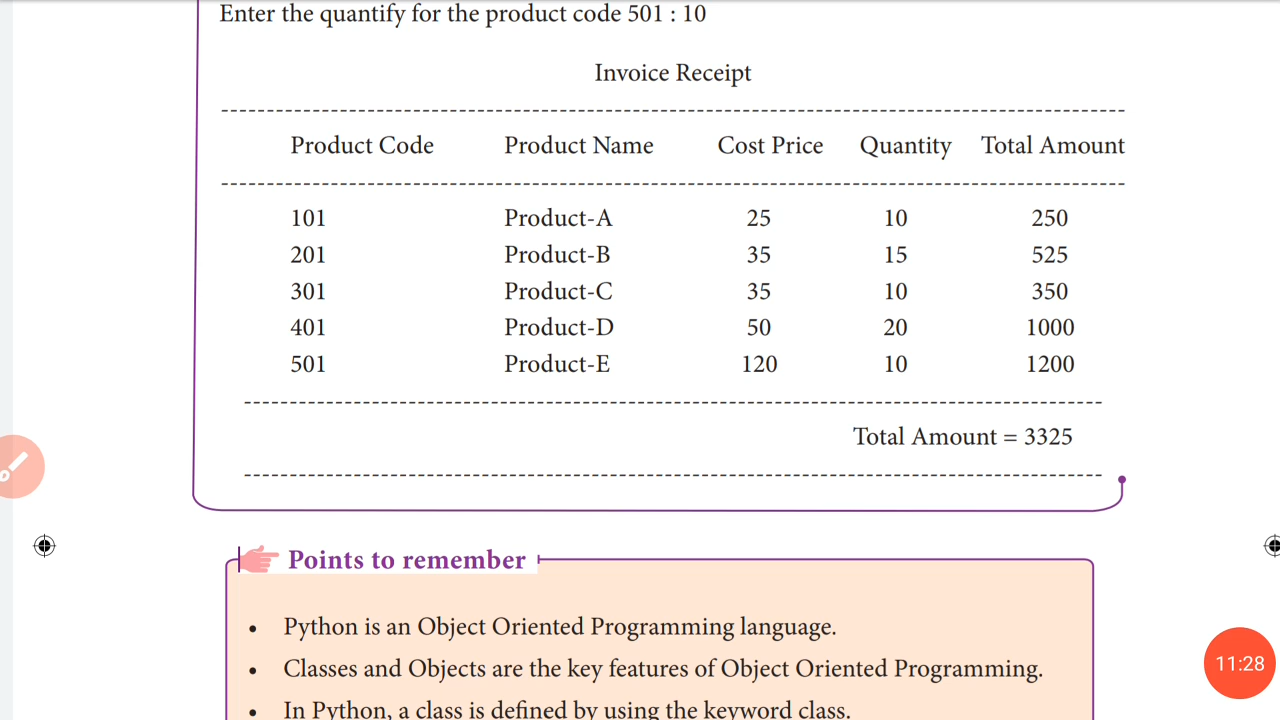 Enter the quantify for the product code 501 : 10
Invoice Receipt
Product Code Product Name Cost Price Quantity Total Amount
101 Product-A 25 10 250
201 Product-B 35 15 525
301 Product-C 35 10 350
401 Product-D 50 20 1000
501 Product-E 120 10 1200
Total Amount = 3325
Points to remember
• Python is an Object Oriented Programming language.
• Classes and Objects are the key features of Object Oriented Programming.
• In Python, a class is defined by using the keyword class.
11:28